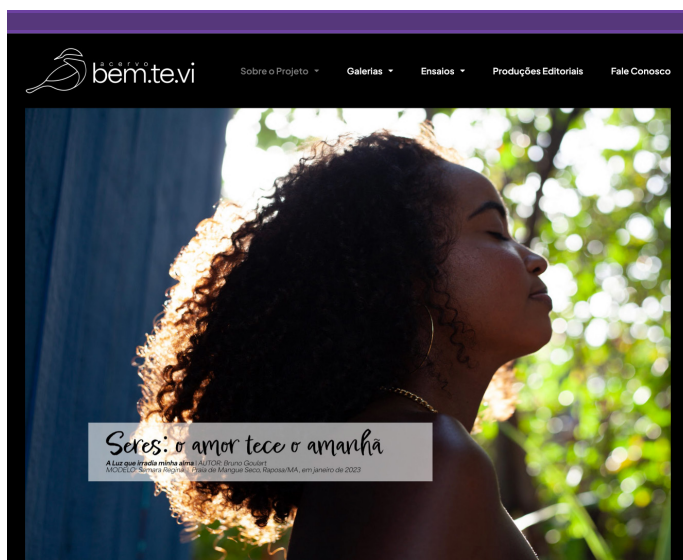 acervo
bem.te.vi
Sobre o Projeto
Galerias
Ensaios
Produções Editoriais
Fale Conosco
Seres: o amor tece o amanhã
A Luz que irradia minha alma | AUTOR: Bruno Goulart
MODELO: Samara Regina | Praia de Mangue Seco, Raposa/MA, em janeiro de 2023